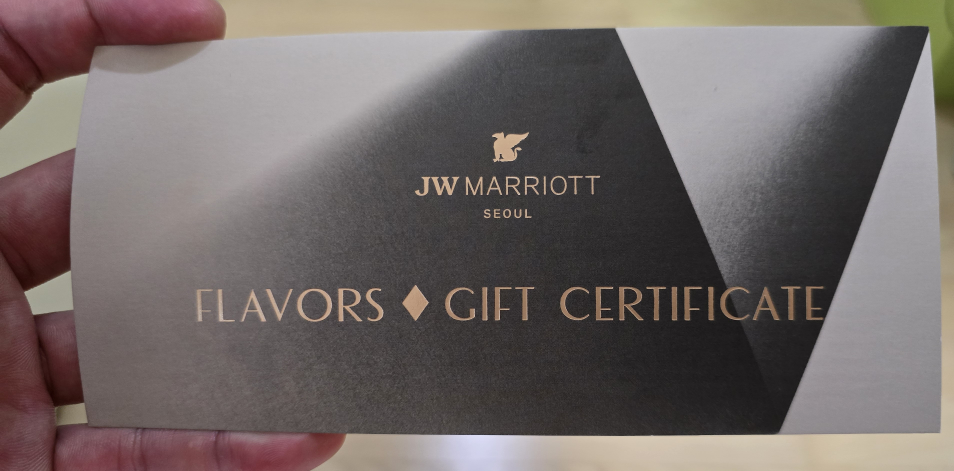 JW MARRIOTT
SEOUL
FLAVORS ♦ GIFT CERTIFICATE